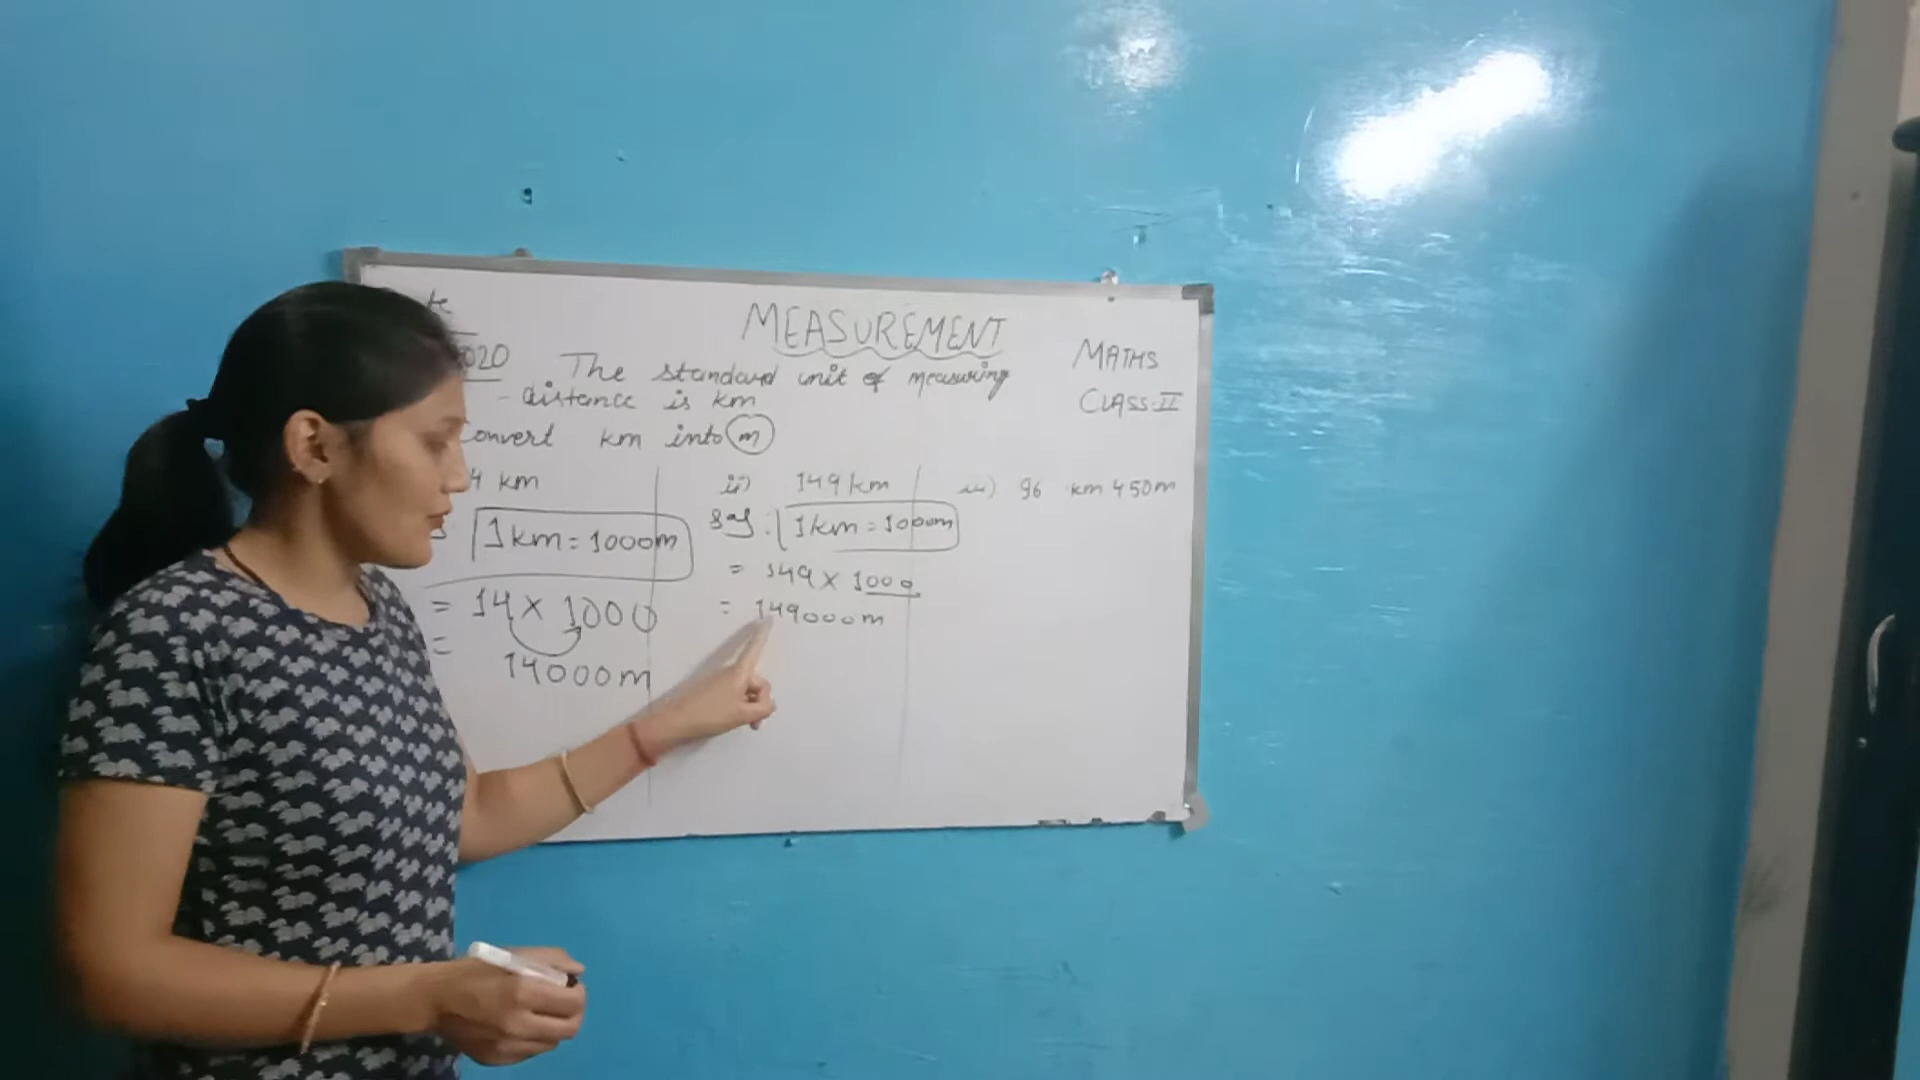 MEASUREMENT
MATHS
CLASS-II
2020 The standard unit of measuring
distance is km
Convert km into m
4 km
1km = 1000m
= 14 × 1000
=
14000m
ii) 149 km
Sol. 1km = 1000m
= 149 × 1000
= 149000m
iii) 96 km 450m